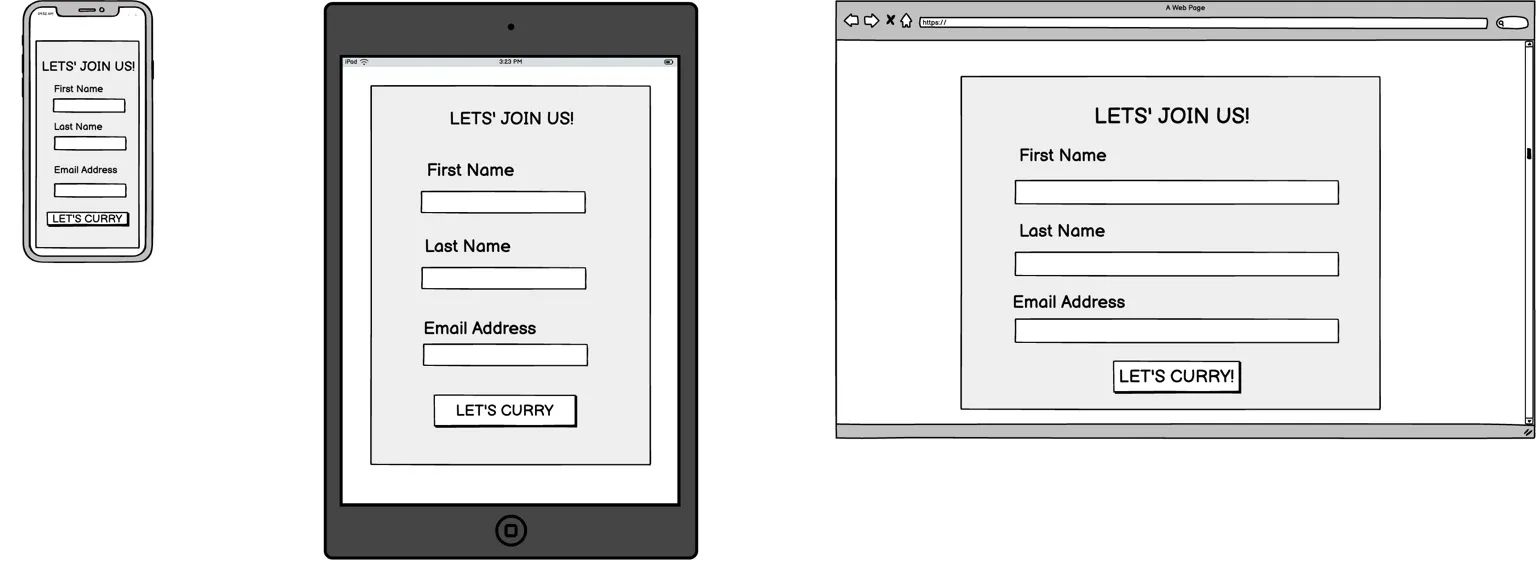 LETS' JOIN US!
First Name
Last Name
Email Address
LET'S CURRY
iPod
3:23 PM
LETS' JOIN US!
First Name
Last Name
Email Address
LET'S CURRY
A Web Page
https://
LETS' JOIN US!
First Name
Last Name
Email Address
LET'S CURRY!